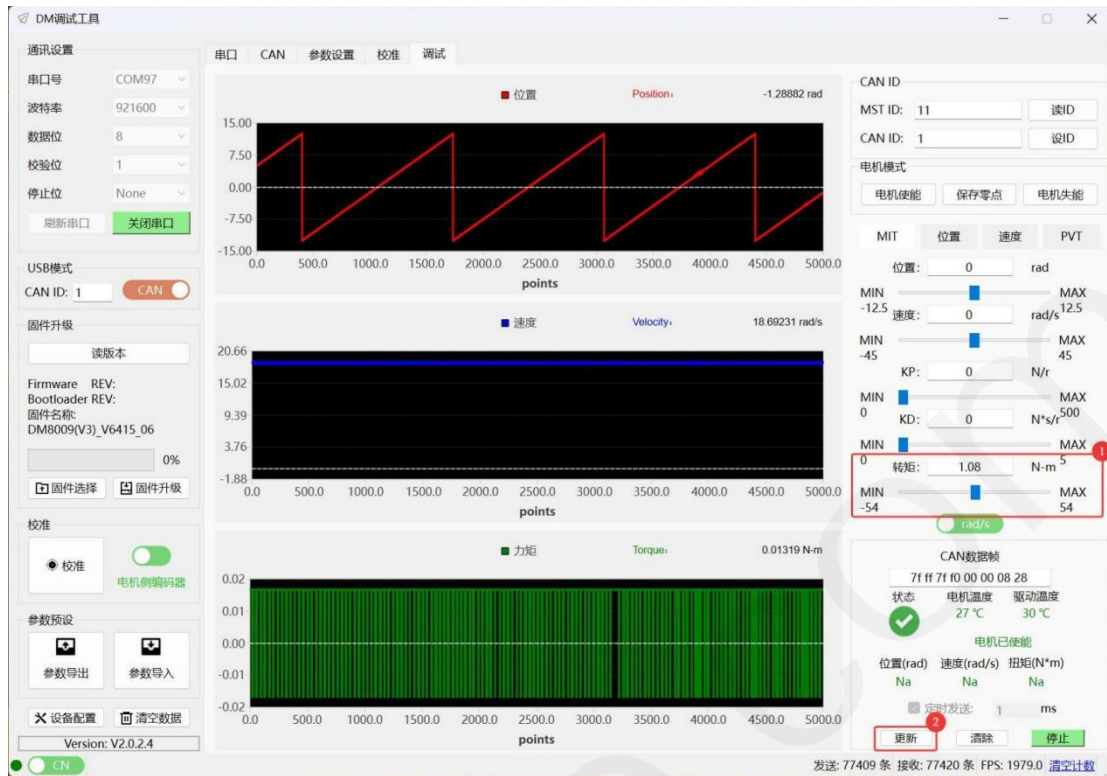 DM调试工具
通讯设置
串口号 COM97
波特率 921600
数据位 8
校验位 1
停止位 None
刷新串口 关闭串口
USB模式
CAN ID: 1 CAN
固件升级
读版本
Firmware REV:
Bootloader REV:
固件名称:
DM8009(V3)_V6415_06
0%
固件选择 固件升级
校准
校准
电机侧编码器
参数预设
参数导出 参数导入
设备配置 清空数据
Version: V2.0.2.4
CN
串口 CAN 参数设置 校准 调试
位置 Position: -1.28882 rad
15.00
7.50
0.00
-7.50
-15.00
0.0 500.0 1000.0 1500.0 2000.0 2500.0 3000.0 3500.0 4000.0 4500.0 5000.0
points
速度 Velocity: 18.69231 rad/s
20.66
15.02
9.39
3.76
-1.88
0.0 500.0 1000.0 1500.0 2000.0 2500.0 3000.0 3500.0 4000.0 4500.0 5000.0
points
力矩 Torque: 0.01319 N-m
0.02
0.01
0.00
-0.01
-0.02
0.0 500.0 1000.0 1500.0 2000.0 2500.0 3000.0 3500.0 4000.0 4500.0 5000.0
points
CAN ID
MST ID: 11 读ID
CAN ID: 1 设ID
电机模式
电机使能 保存零点 电机失能
MIT 位置 速度 PVT
位置: 0 rad
MIN MAX
-12.5 12.5
速度: 0 rad/s
MIN MAX
-45 45
KP: 0 N/r
MIN MAX
0 500
KD: 0 N*s/r
MIN MAX
0 5
1
转矩: 1.08 N-m
MIN MAX
-54 54
rad/s
CAN数据帧
7f ff 7f f0 00 00 08 28
状态 电机温度 驱动温度
27 ℃ 30 ℃
电机已使能
位置(rad) 速度(rad/s) 扭矩(N*m)
Na Na Na
定时发送: 1 ms
2
更新 清除 停止
发送: 77409 条 接收: 77420 条 FPS: 1979.0 清空计数